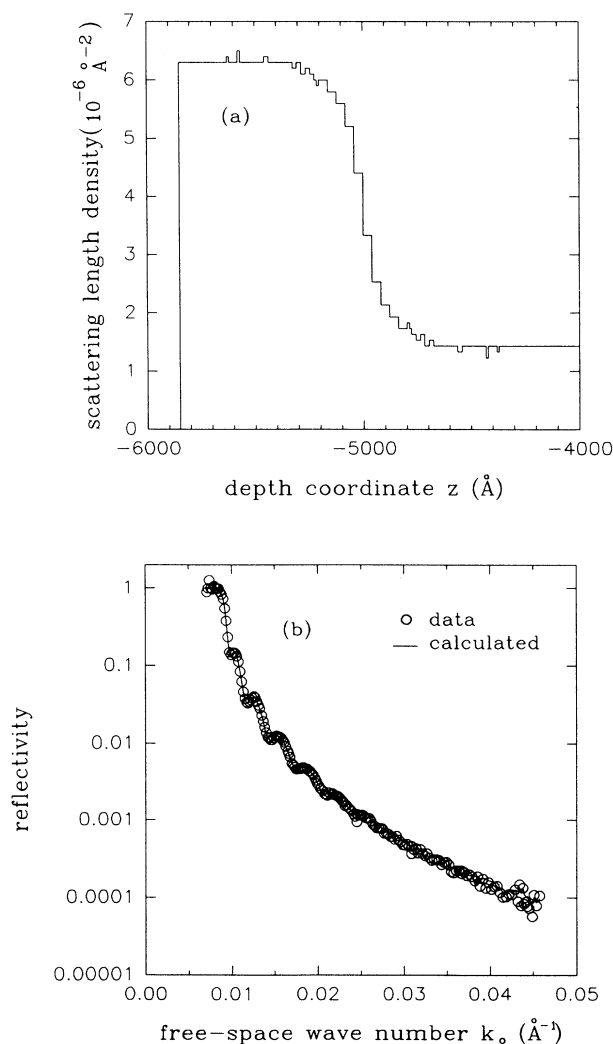 7
6
5
4
3
2
1
0
scattering length density(10⁻⁶ Å⁻²)
(a)
−6000
−5000
−4000
depth coordinate z (Å)
1
0.1
0.01
0.001
0.0001
0.00001
reflectivity
(b)
data
calculated
0.00
0.01
0.02
0.03
0.04
0.05
free-space wave number k₀ (Å⁻¹)